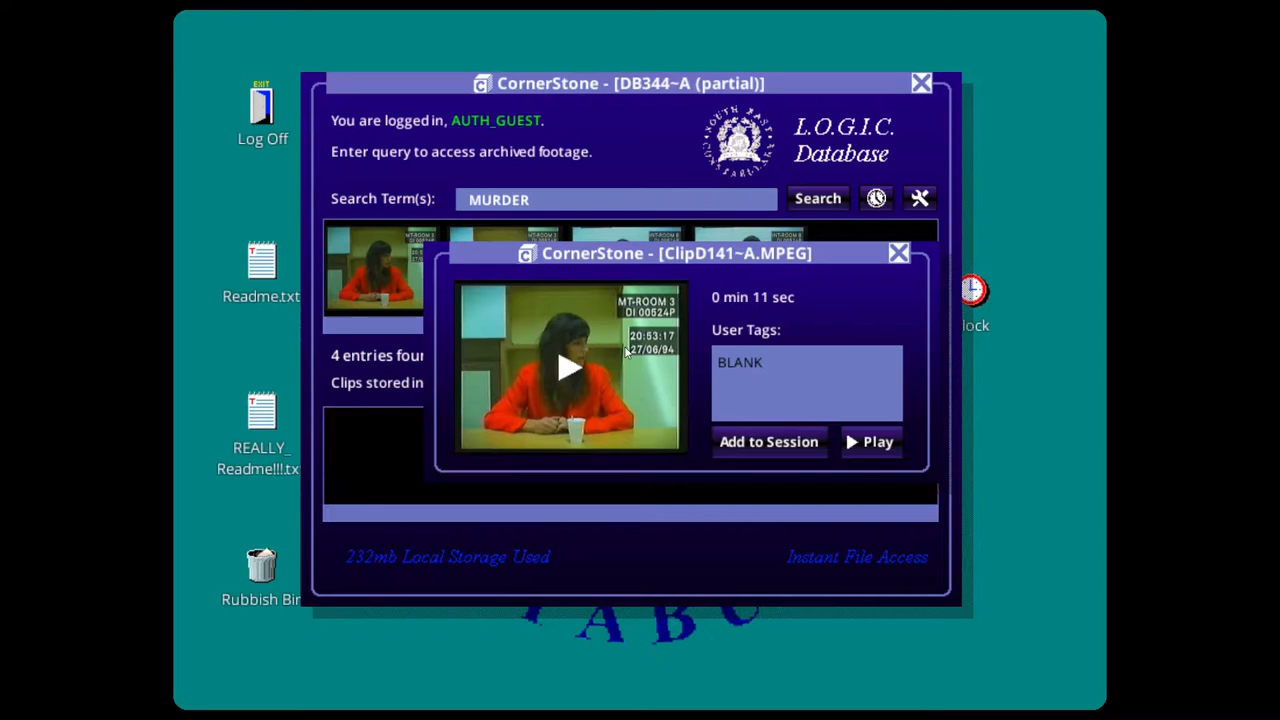 CornerStone - [DB344~A (partial)]
You are logged in, AUTH_GUEST.
Enter query to access archived footage.
L.O.G.I.C.
Database
Search Term(s):
MURDER
Search
CornerStone - [ClipD141~A.MPEG]
MT-ROOM 3
DI 00524P
20:53:17
27/06/94
0 min 11 sec
User Tags:
BLANK
Add to Session
Play
4 entries four
Clips stored in
232mb Local Storage Used
Instant File Access
EXIT
Log Off
Readme.txt
REALLY_
Readme!!!.tx
Rubbish Bin
lock